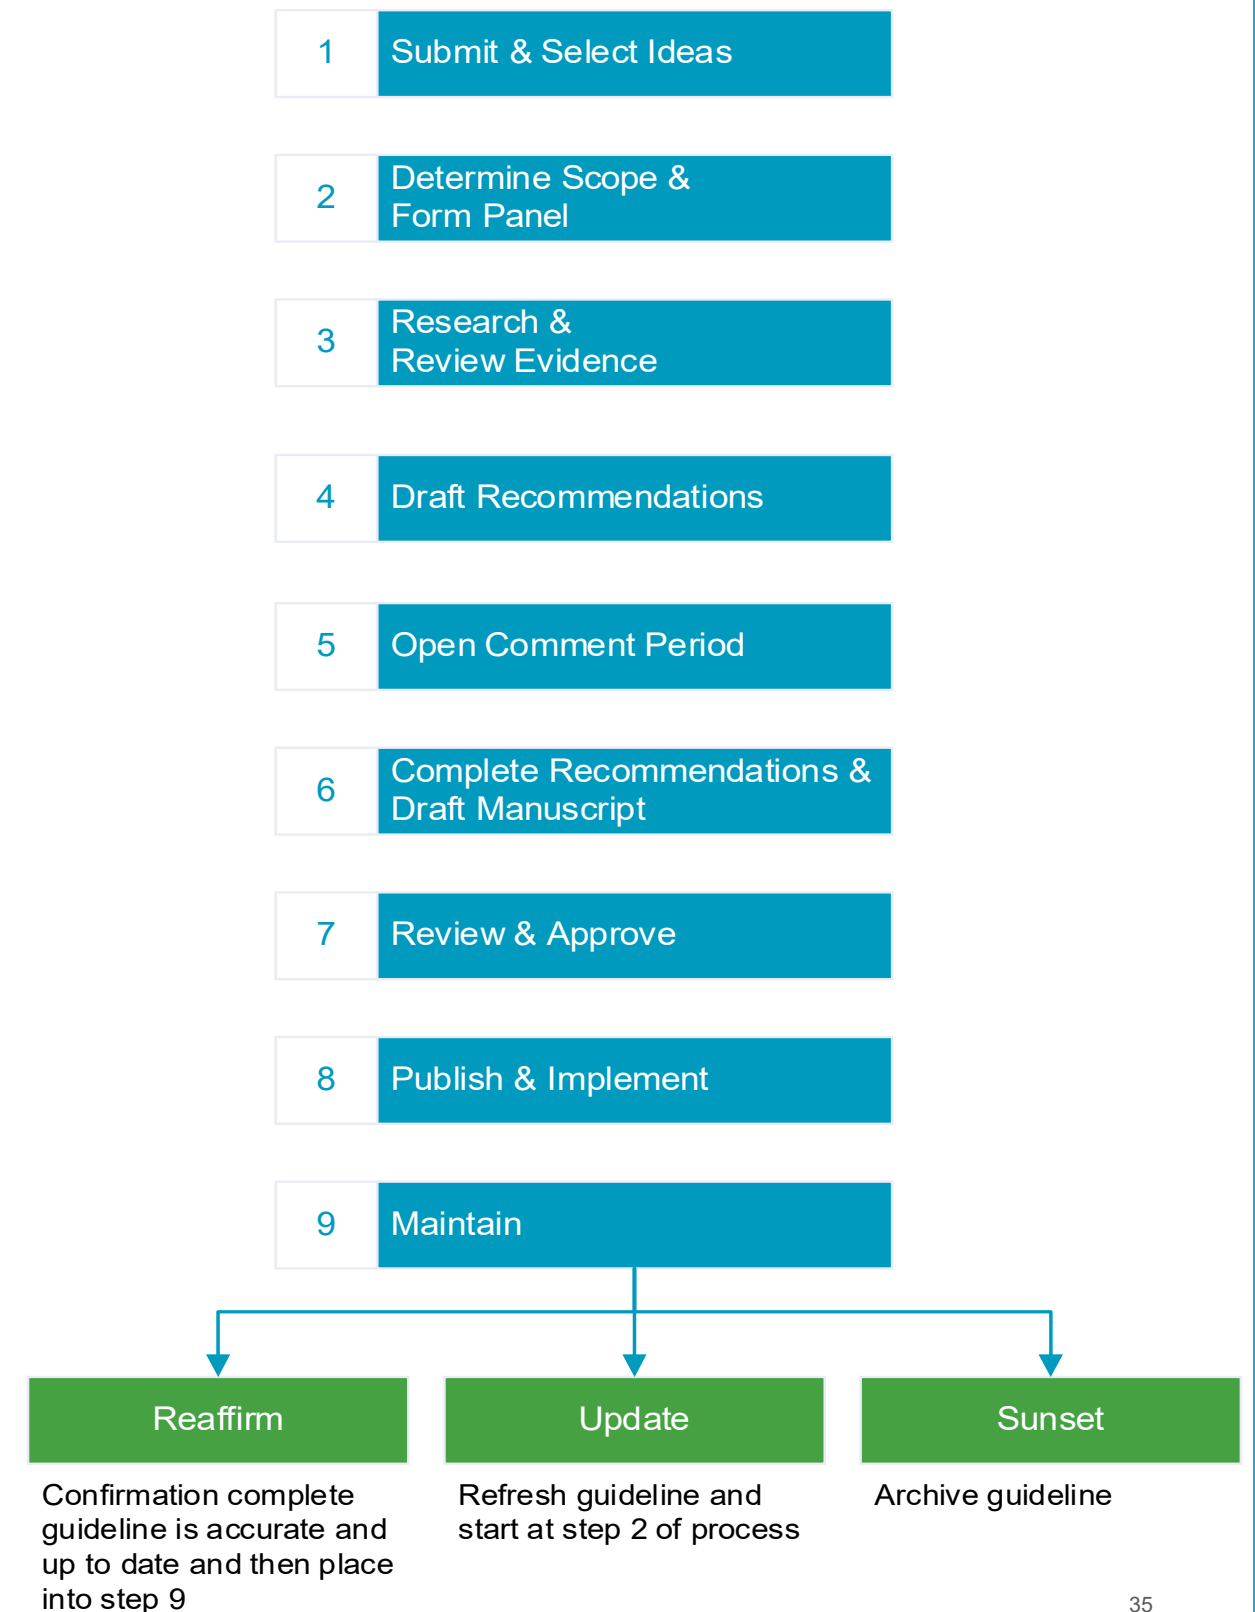 1
Submit & Select Ideas
2
Determine Scope &
Form Panel
3
Research &
Review Evidence
4
Draft Recommendations
5
Open Comment Period
6
Complete Recommendations &
Draft Manuscript
7
Review & Approve
8
Publish & Implement
9
Maintain
Reaffirm
Confirmation complete
guideline is accurate and
up to date and then place
into step 9
Update
Refresh guideline and
start at step 2 of process
Sunset
Archive guideline
35